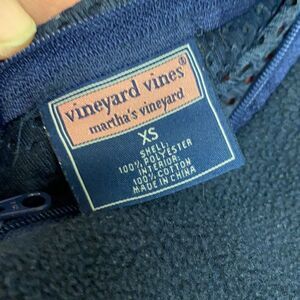 vineyard vines®
martha's vineyard
XS
SHELL:
100% POLYESTER
INTERIOR:
100% COTTON
MADE IN CHINA